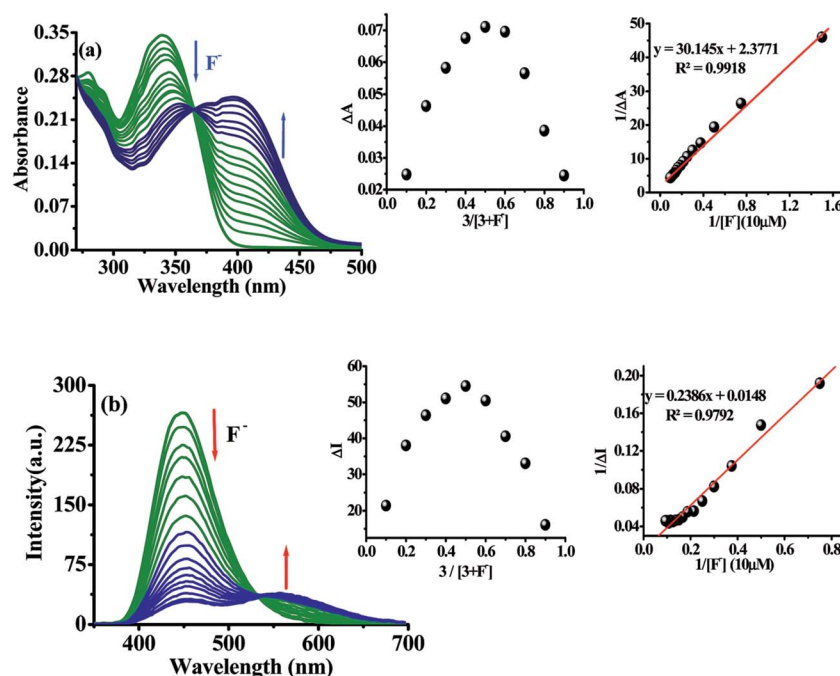 (a)
F⁻
Absorbance
0.35
0.28
0.21
0.14
0.07
0.00
300 350 400 450 500
Wavelength (nm)
ΔA
0.07
0.06
0.05
0.04
0.03
0.02
0.0 0.2 0.4 0.6 0.8 1.0
3/[3+F⁻]
y = 30.145x + 2.3771
R² = 0.9918
1/ΔA
50
40
30
20
10
0
0.0 0.4 0.8 1.2 1.6
1/[F⁻](10μM)
(b)
F⁻
Intensity(a.u.)
300
225
150
75
0
400 500 600 700
Wavelength (nm)
ΔI
60
50
40
30
20
10
0.0 0.2 0.4 0.6 0.8 1.0
3 / [3+F⁻]
y = 0.2386x + 0.0148
R² = 0.9792
1/ΔI
0.20
0.16
0.12
0.08
0.04
0.0 0.2 0.4 0.6 0.8
1/[F⁻] (10μM)